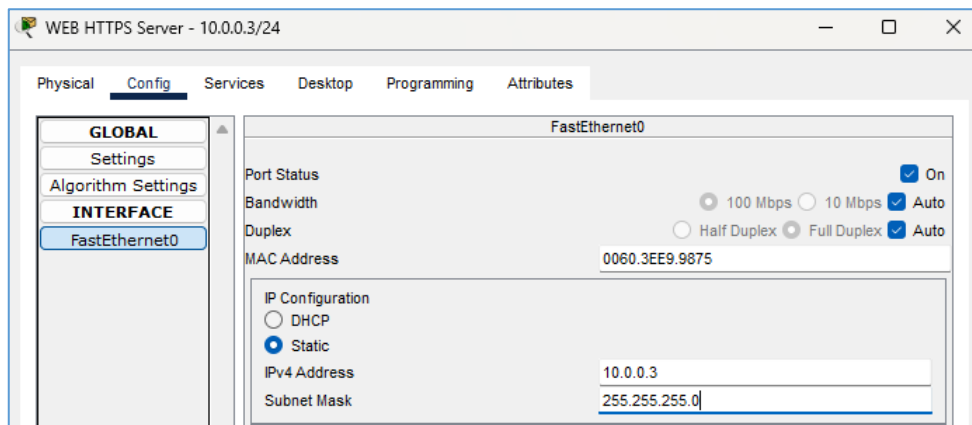 WEB HTTPS Server - 10.0.0.3/24
Physical Config Services Desktop Programming Attributes
GLOBAL
Settings
Algorithm Settings
INTERFACE
FastEthernet0
FastEthernet0
Port Status On
Bandwidth 100 Mbps 10 Mbps Auto
Duplex Half Duplex Full Duplex Auto
MAC Address 0060.3EE9.9875
IP Configuration
DHCP
Static
IPv4 Address 10.0.0.3
Subnet Mask 255.255.255.0